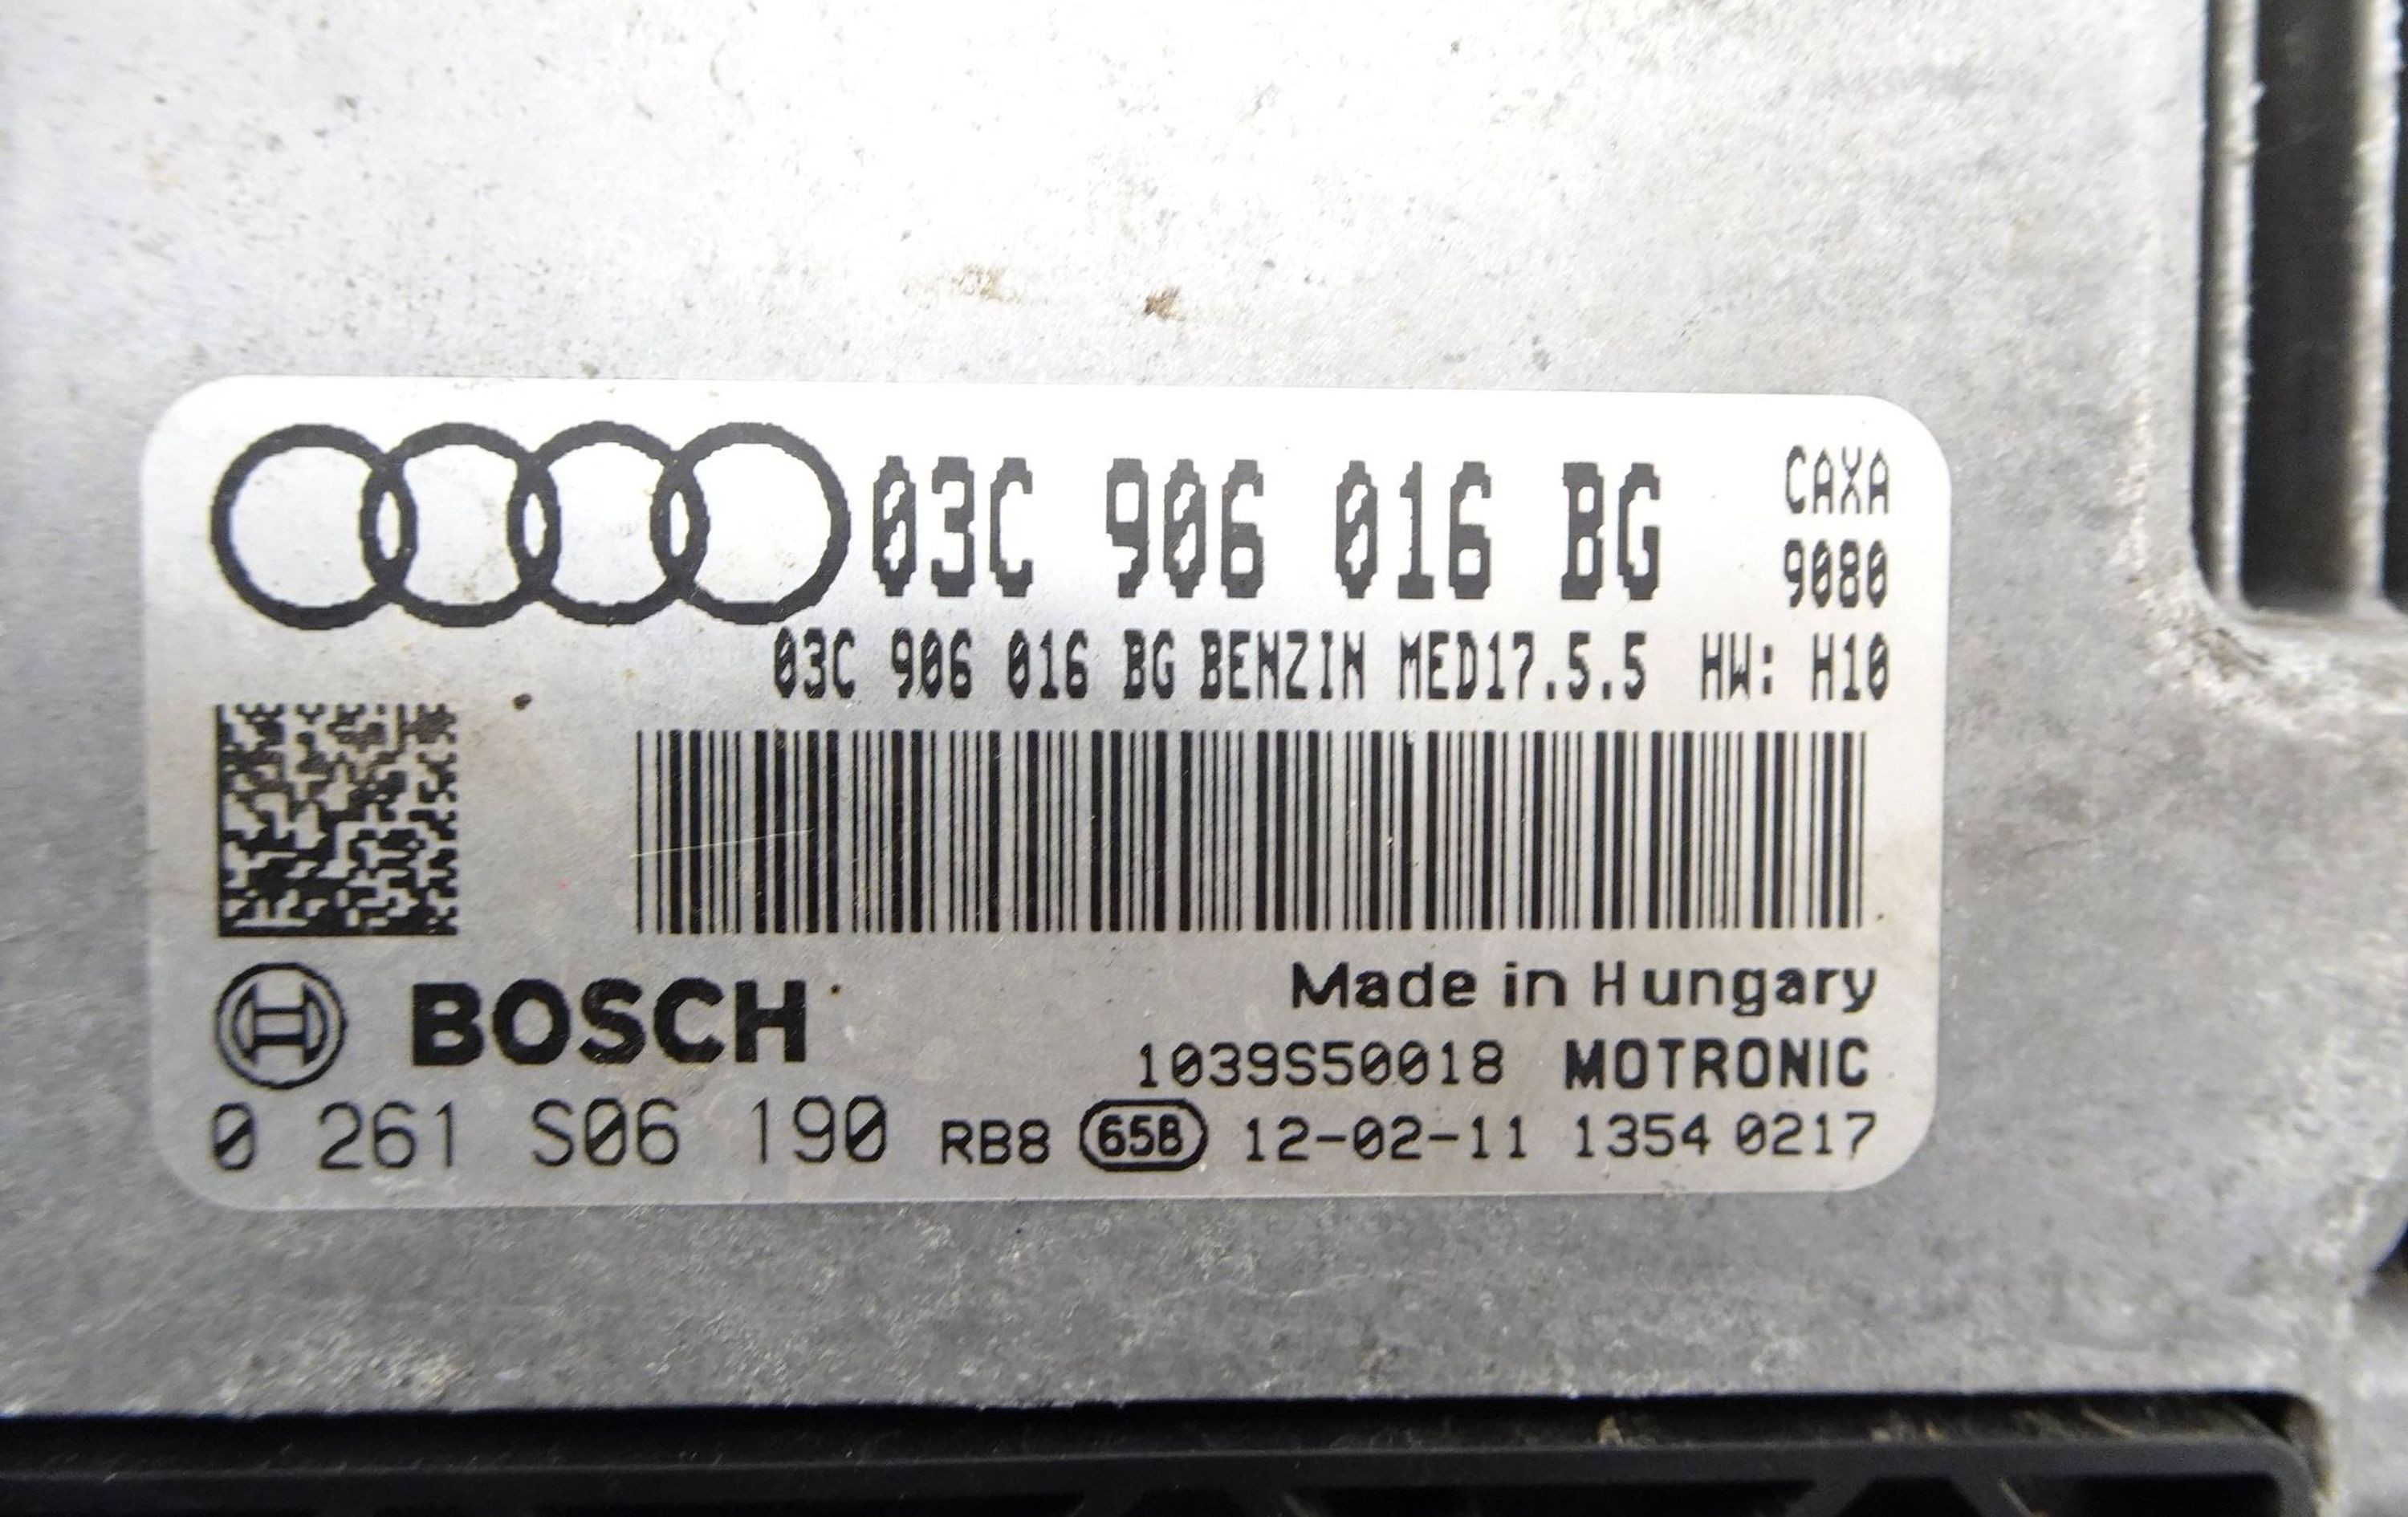 03C 906 016 BG CAXA
9080
03C 906 016 BG BENZIN MED17.5.5 HW: H10
BOSCH
Made in Hungary
1039S50018 MOTRONIC
0 261 S06 190 RB8 65B 12-02-11 1354 0217